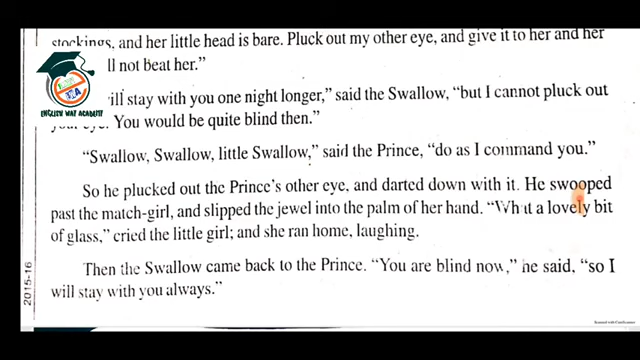 stockings, and her little head is bare. Pluck out my other eye, and give it to her and her
ll not beat her."
ill stay with you one night longer," said the Swallow, "but I cannot pluck out
your eye. You would be quite blind then."
"Swallow, Swallow, little Swallow," said the Prince, "do as I command you."
So he plucked out the Prince's other eye, and darted down with it. He swooped
past the match-girl, and slipped the jewel into the palm of her hand. "What a lovely bit
of glass," cried the little girl; and she ran home, laughing.
Then the Swallow came back to the Prince. "You are blind now," he said, "so I
will stay with you always."
2015-16
ENGLISH WAY ACADEMY